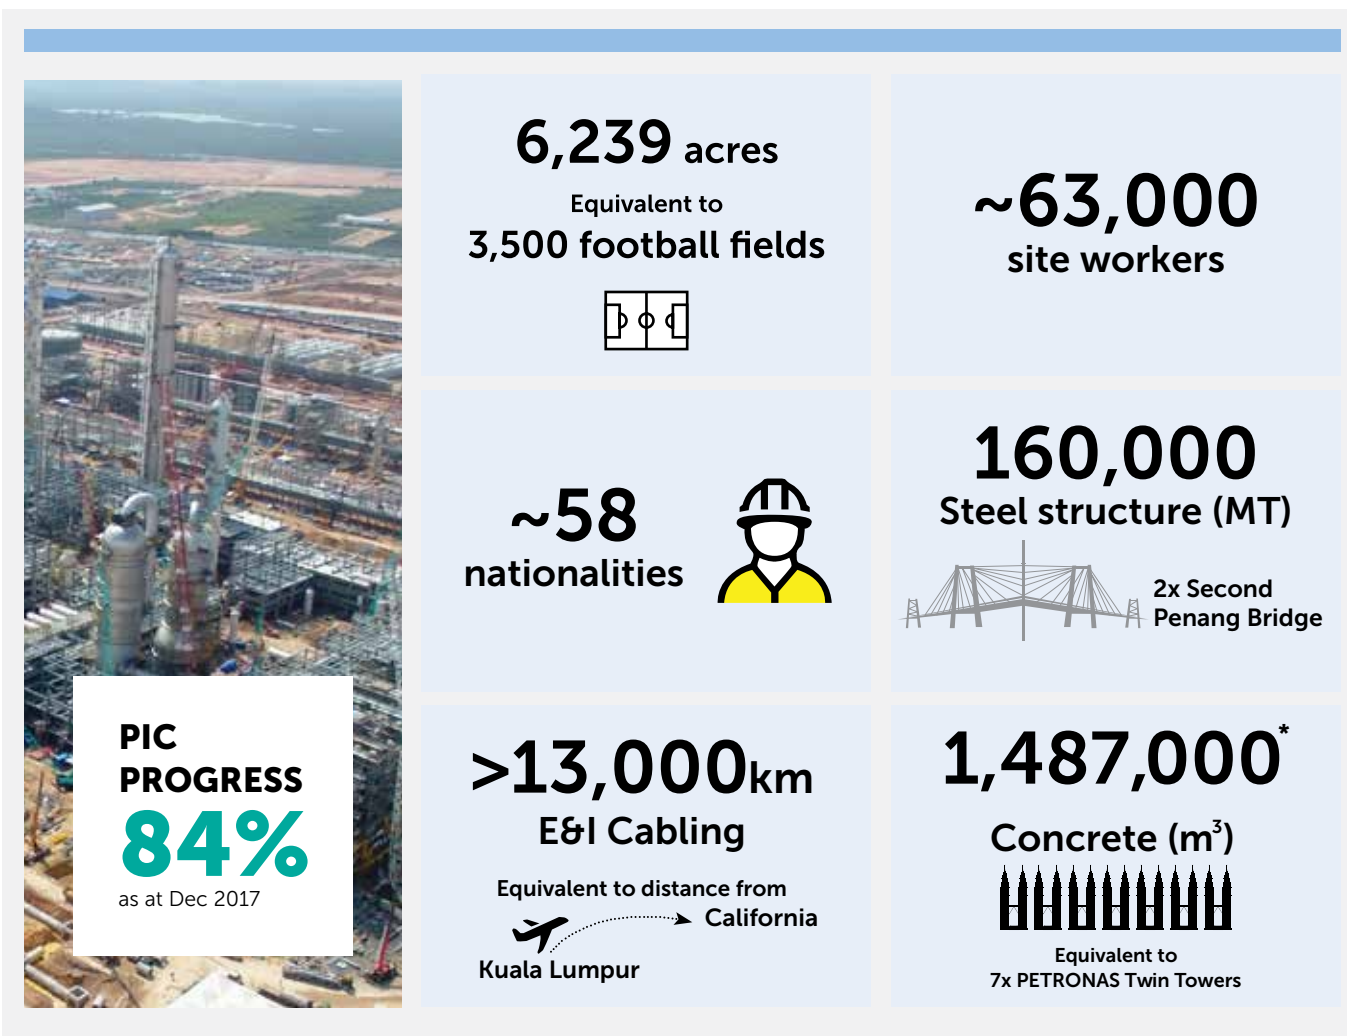 PIC
PROGRESS
84%
as at Dec 2017
6,239 acres
Equivalent to
3,500 football fields
~63,000
site workers
~58
nationalities
160,000
Steel structure (MT)
2x Second
Penang Bridge
>13,000km
E&I Cabling
Equivalent to distance from
California
Kuala Lumpur
1,487,000*
Concrete (m³)
Equivalent to
7x PETRONAS Twin Towers